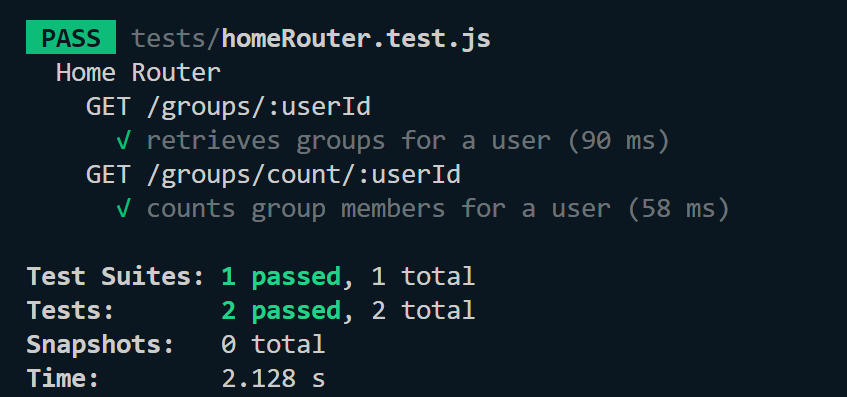 PASS tests/homeRouter.test.js
Home Router
GET /groups/:userId
√ retrieves groups for a user (90 ms)
GET /groups/count/:userId
√ counts group members for a user (58 ms)
Test Suites: 1 passed, 1 total
Tests: 2 passed, 2 total
Snapshots: 0 total
Time: 2.128 s